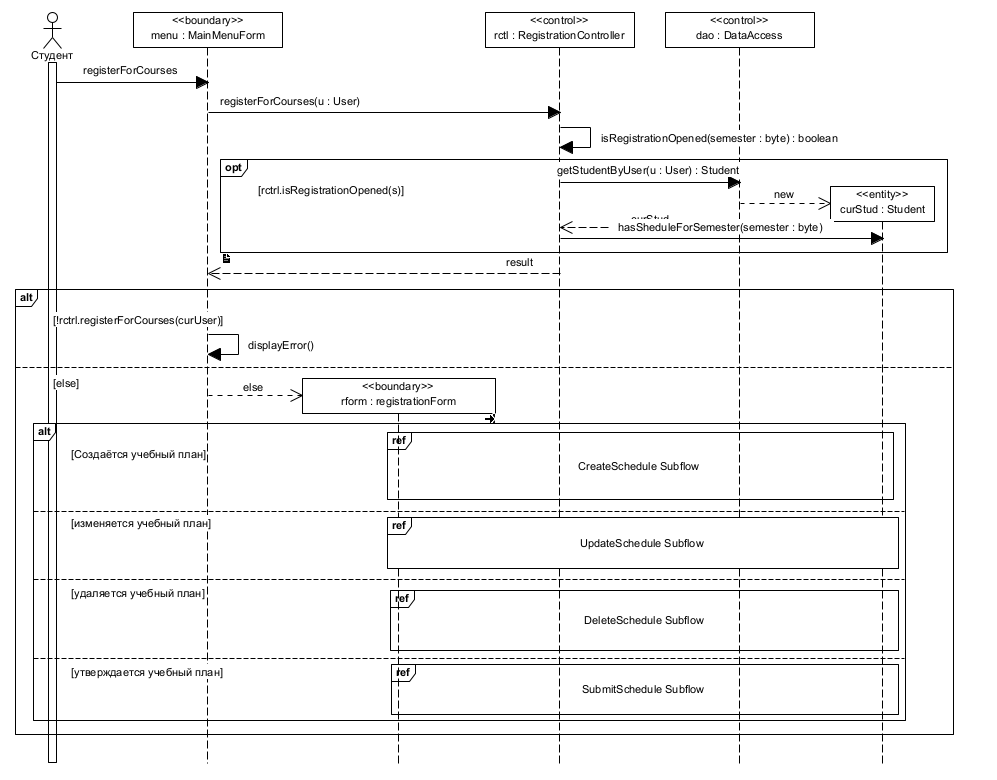 <<boundary>>
menu : MainMenuForm
<<control>>
rctl : RegistrationController
<<control>>
dao : DataAccess
Студент
registerForCourses
registerForCourses(u : User)
isRegistrationOpened(semester : byte) : boolean
opt
getStudentByUser(u : User) : Student
[rctrl.isRegistrationOpened(s)]
new
<<entity>>
curStud : Student
curStud
hasSheduleForSemester(semester : byte)
result
alt
[!rctrl.registerForCourses(curUser)]
displayError()
[else]
else
<<boundary>>
rform : registrationForm
alt
ref
[Создаётся учебный план]
CreateSchedule Subflow
[изменяется учебный план]
ref
UpdateSchedule Subflow
[удаляется учебный план]
ref
DeleteSchedule Subflow
[утверждается учебный план]
ref
SubmitSchedule Subflow